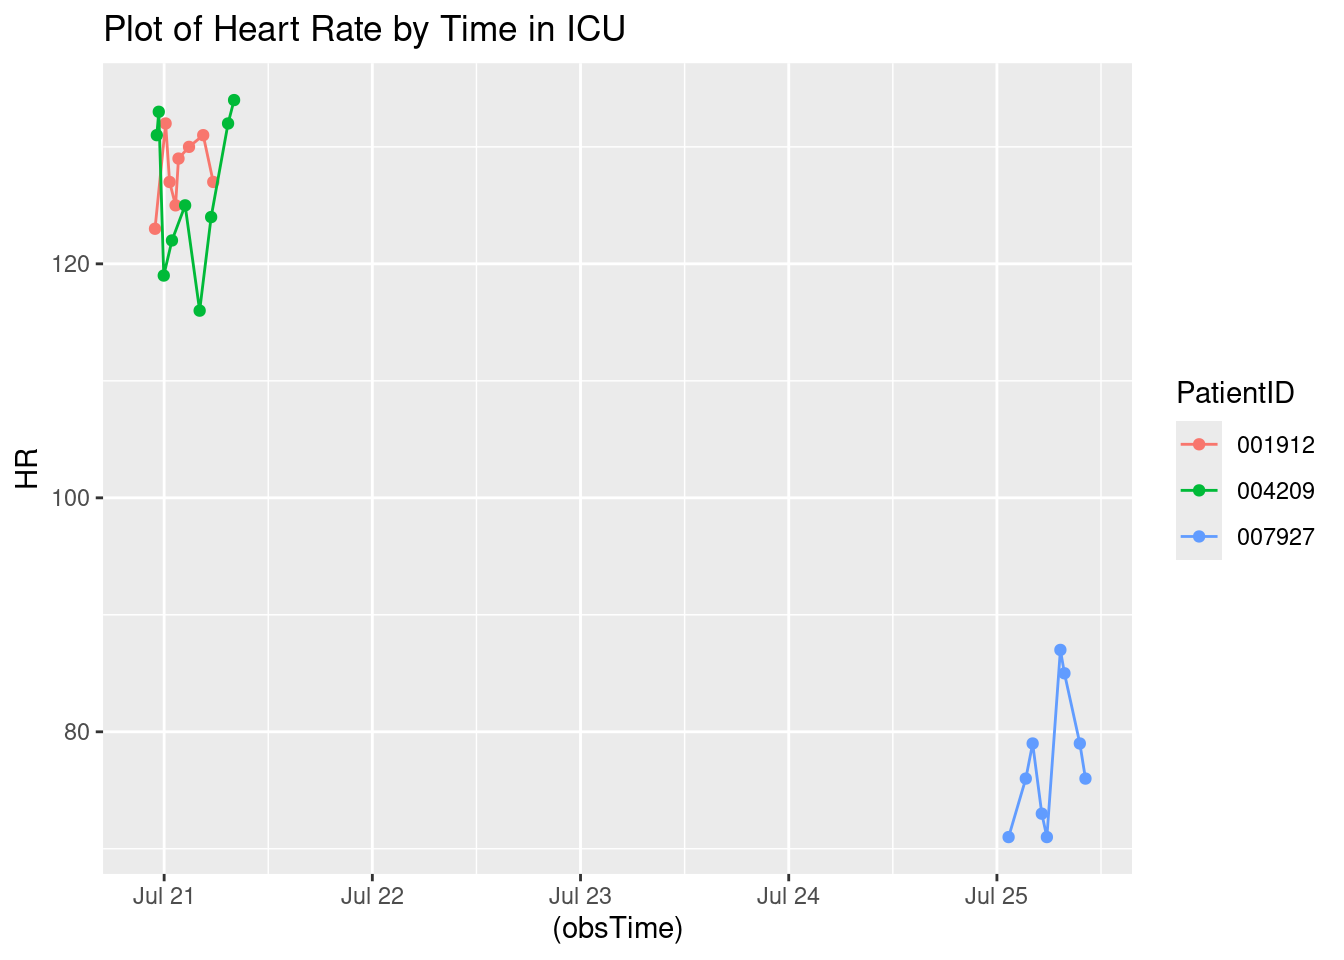 Plot of Heart Rate by Time in ICU
HR
120
100
80
Jul 21
Jul 22
Jul 23
Jul 24
Jul 25
(obsTime)
PatientID
001912
004209
007927